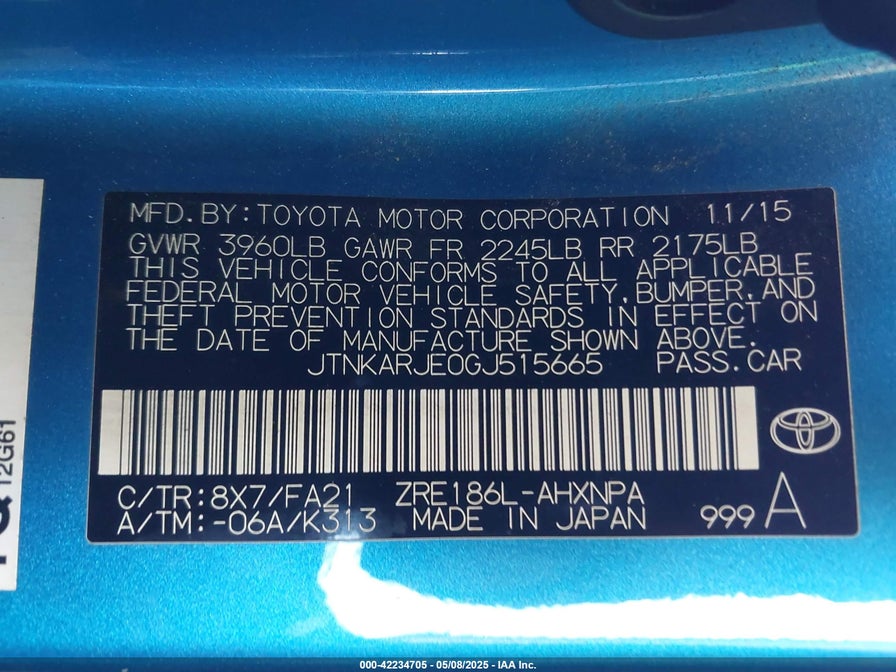 MFD.BY:TOYOTA MOTOR CORPORATION 11/15
GVWR 3960LB GAWR FR 2245LB RR 2175LB
THIS VEHICLE CONFORMS TO ALL APPLICABLE
FEDERAL MOTOR VEHICLE SAFETY,BUMPER,AND
THEFT PREVENTION STANDARDS IN EFFECT ON
THE DATE OF MANUFACTURE SHOWN ABOVE.
JTNKARJE0GJ515665 PASS.CAR
C/TR:8X7/FA21 ZRE186L-AHXNPA
A/TM:-06A/K313 MADE IN JAPAN 999 A
12G61
000-42234705 - 05/08/2025 - IAA Inc.